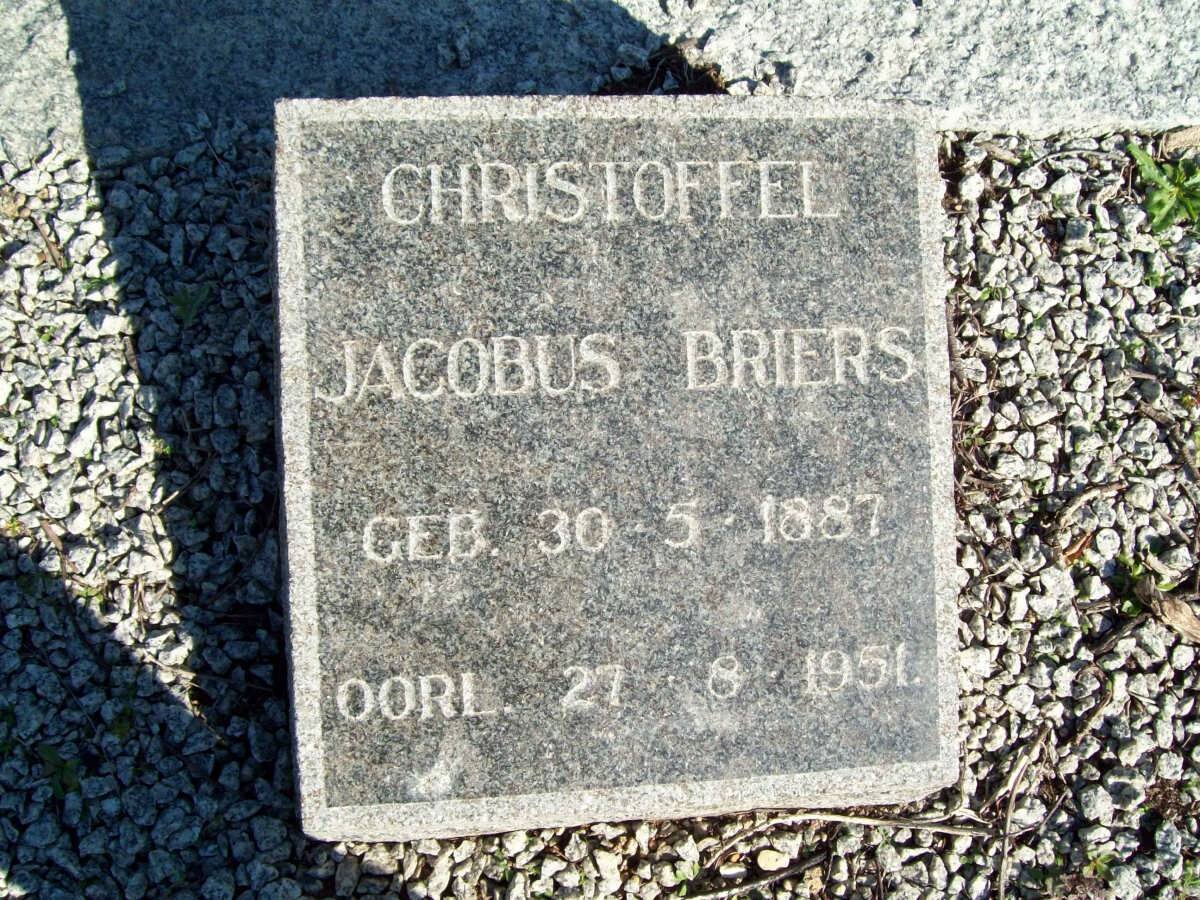 CHRISTOFFEL
JACOBUS BRIERS
GEB. 30 · 5 · 1887
OORL. 27 · 8 · 1951.